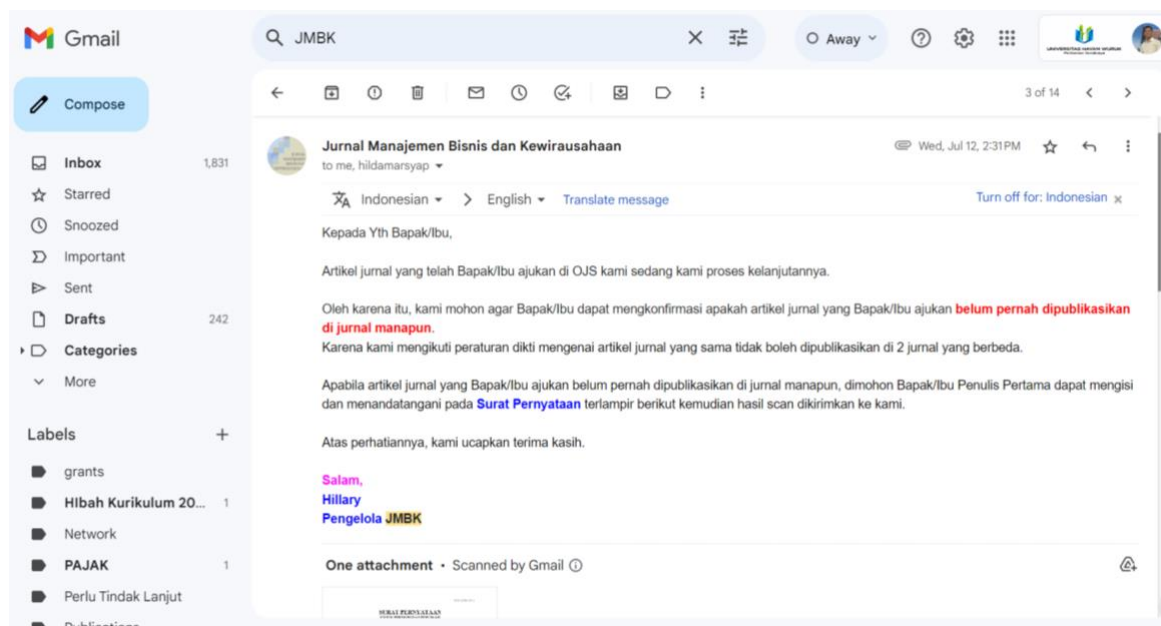 Gmail
JMBK
Away
Compose
3 of 14
Jurnal Manajemen Bisnis dan Kewirausahaan
Wed, Jul 12, 2:31 PM
to me, hildamarsyap
Inbox 1,831
Indonesian > English Translate message
Turn off for: Indonesian x
Starred
Snoozed
Important
Sent
Drafts 242
Categories
More
Labels +
grants
HIbah Kurikulum 20... 1
Network
PAJAK 1
Perlu Tindak Lanjut
Kepada Yth Bapak/Ibu,
Artikel jurnal yang telah Bapak/Ibu ajukan di OJS kami sedang kami proses kelanjutannya.
Oleh karena itu, kami mohon agar Bapak/Ibu dapat mengkonfirmasi apakah artikel jurnal yang Bapak/Ibu ajukan belum pernah dipublikasikan
di jurnal manapun.
Karena kami mengikuti peraturan dikti mengenai artikel jurnal yang sama tidak boleh dipublikasikan di 2 jurnal yang berbeda.
Apabila artikel jurnal yang Bapak/Ibu ajukan belum pernah dipublikasikan di jurnal manapun, dimohon Bapak/Ibu Penulis Pertama dapat mengisi
dan menandatangani pada Surat Pernyataan terlampir berikut kemudian hasil scan dikirimkan ke kami.
Atas perhatiannya, kami ucapkan terima kasih.
Salam,
Hillary
Pengelola JMBK
One attachment • Scanned by Gmail
SURAT PERNYATAAN